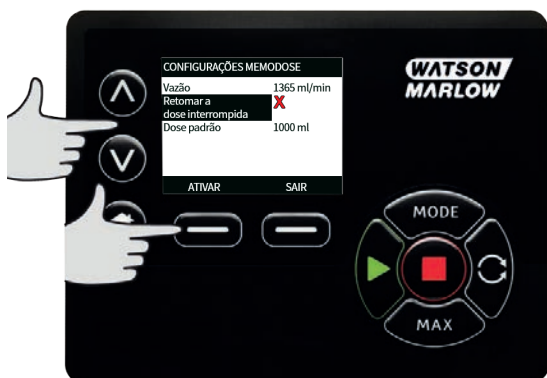 CONFIGURAÇÕES MEMODOSE
Vazão 1365 ml/min
Retomar a
dose interrompida X
Dose padrão 1000 ml
ATIVAR SAIR
WATSON
MARLOW
MODE
MAX